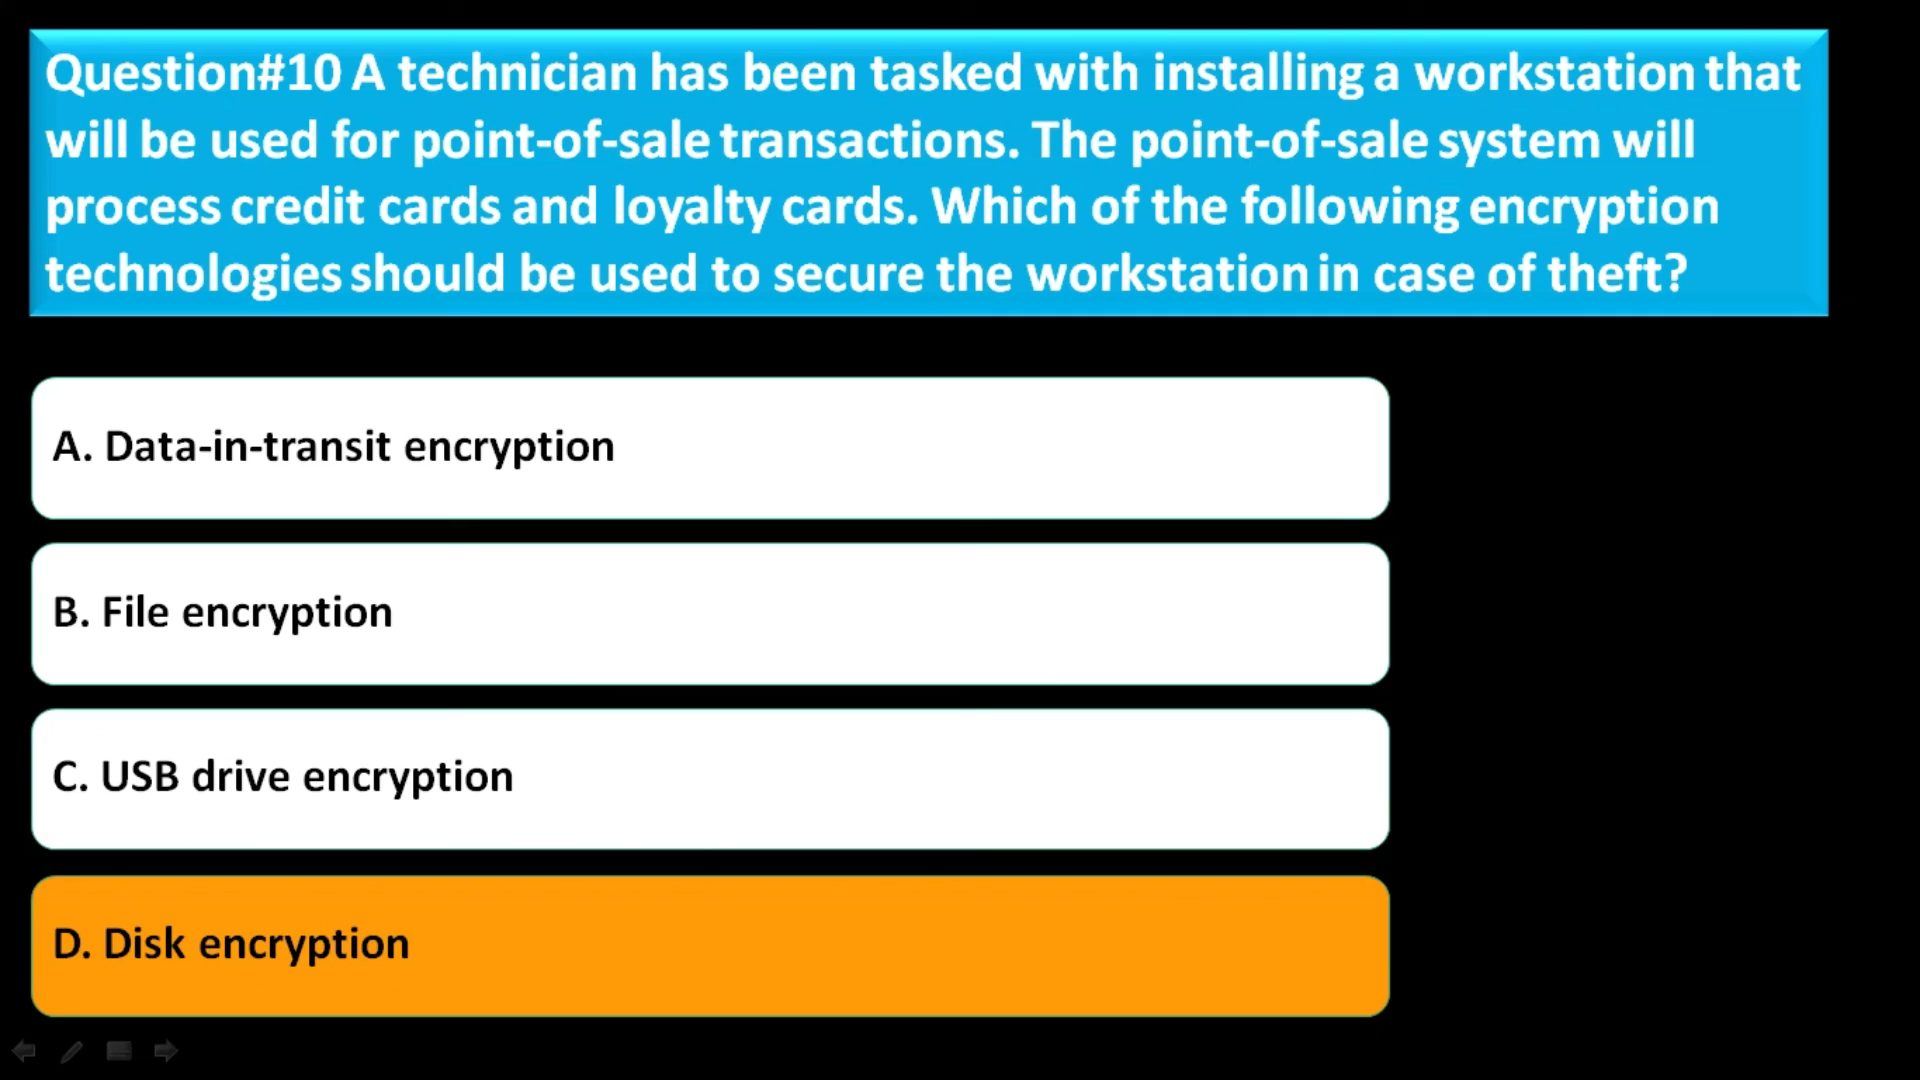 Question#10 A technician has been tasked with installing a workstation that
will be used for point-of-sale transactions. The point-of-sale system will
process credit cards and loyalty cards. Which of the following encryption
technologies should be used to secure the workstation in case of theft?
A. Data-in-transit encryption
B. File encryption
C. USB drive encryption
D. Disk encryption